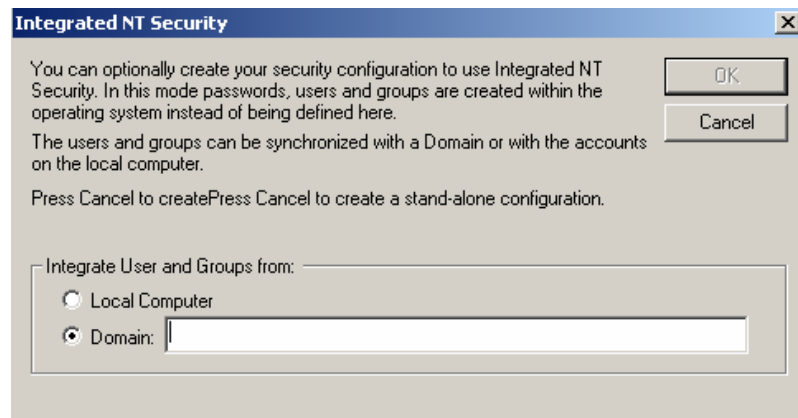 Integrated NT Security
You can optionally create your security configuration to use Integrated NT
Security. In this mode passwords, users and groups are created within the
operating system instead of being defined here.
The users and groups can be synchronized with a Domain or with the accounts
on the local computer.
Press Cancel to createPress Cancel to create a stand-alone configuration.
OK
Cancel
Integrate User and Groups from:
Local Computer
Domain: